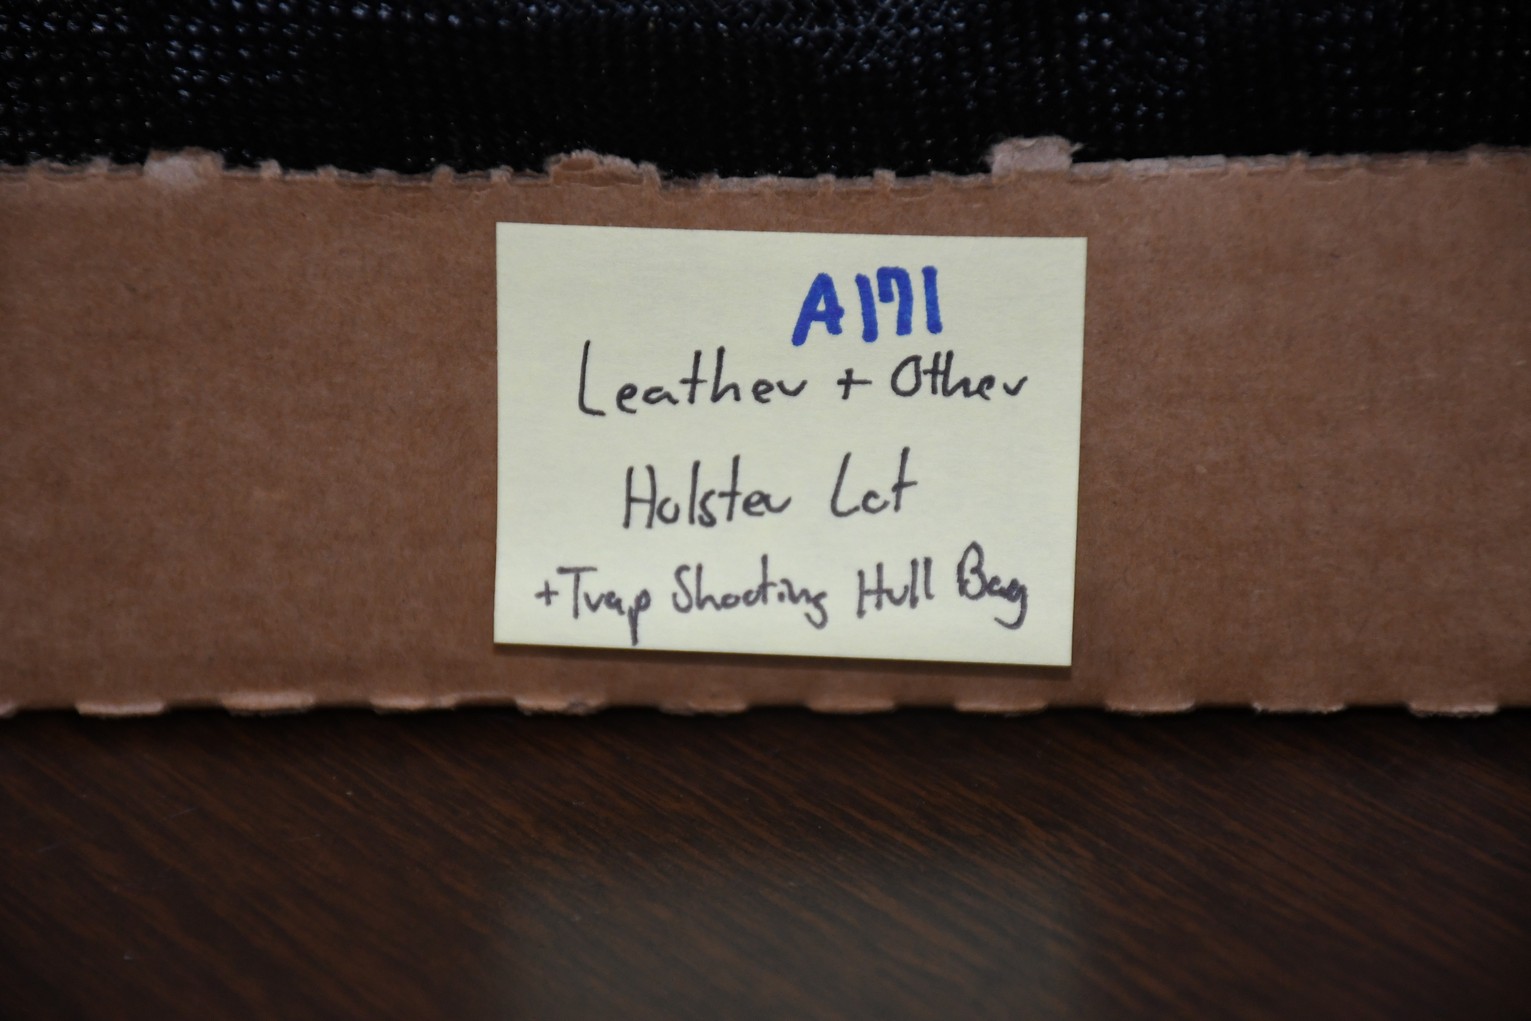 A171
Leather + Other
Holster Lot
+Trap Shooting Hull Bag